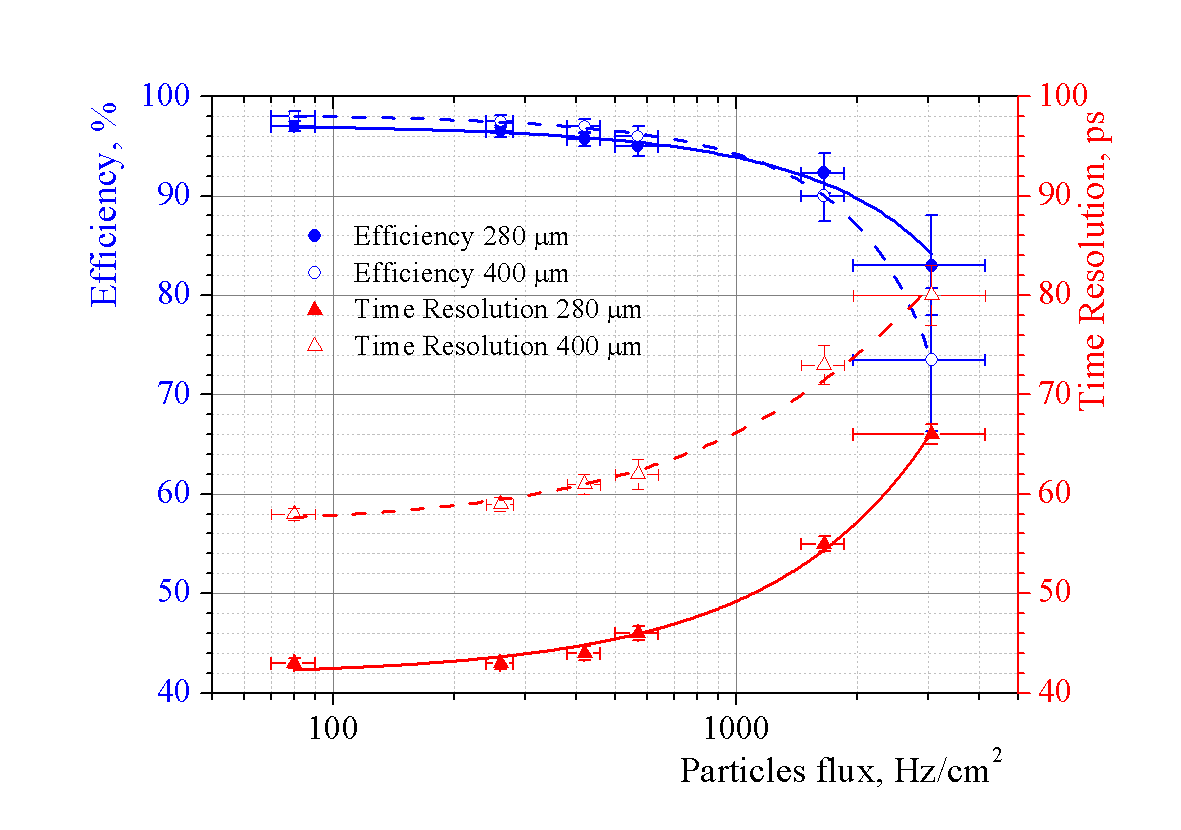 Efficiency, %
100
90
80
70
60
50
40
Efficiency 280 μm
Efficiency 400 μm
Time Resolution 280 μm
Time Resolution 400 μm
100
90
80
70
60
50
40
Time Resolution, ps
100
1000
Particles flux, Hz/cm²